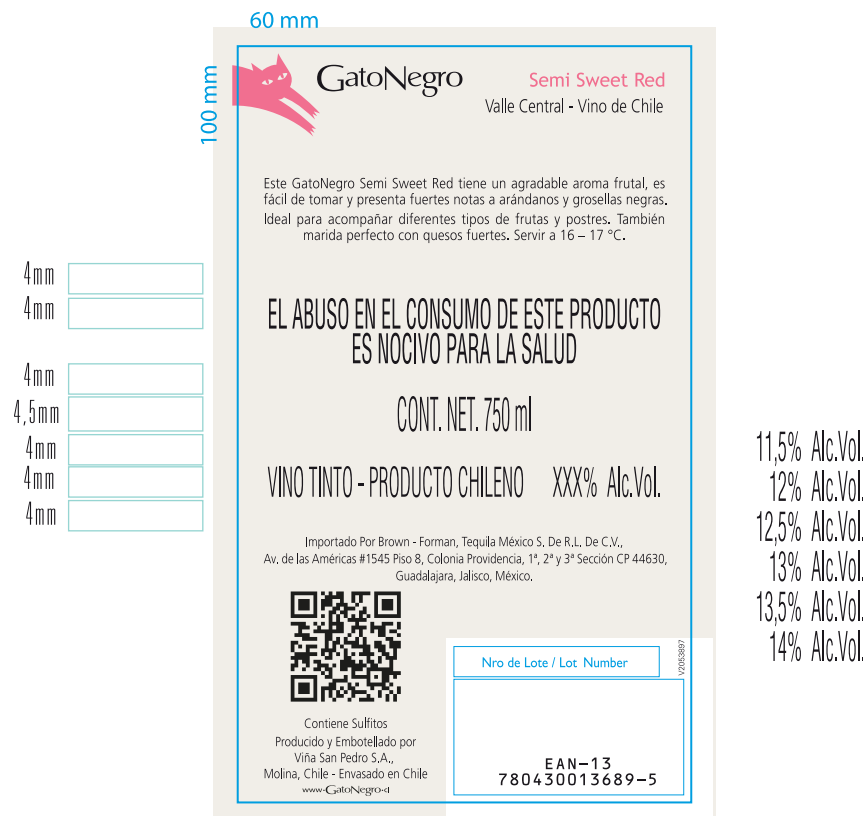 60 mm
100 mm
GatoNegro
Semi Sweet Red
Valle Central - Vino de Chile
Este GatoNegro Semi Sweet Red tiene un agradable aroma frutal, es
fácil de tomar y presenta fuertes notas a arándanos y grosellas negras.
Ideal para acompañar diferentes tipos de frutas y postres. También
marida perfecto con quesos fuertes. Servir a 16 – 17 °C.
4mm
4mm
4mm
4,5mm
4mm
4mm
4mm
EL ABUSO EN EL CONSUMO DE ESTE PRODUCTO
ES NOCIVO PARA LA SALUD
CONT. NET. 750 ml
VINO TINTO - PRODUCTO CHILENO XXX% Alc.Vol.
11,5% Alc.Vol.
12% Alc.Vol.
12,5% Alc.Vol.
13% Alc.Vol.
13,5% Alc.Vol.
14% Alc.Vol.
Importado Por Brown - Forman, Tequila México S. De R.L. De C.V.,
Av. de las Américas #1545 Piso 8, Colonia Providencia, 1ª, 2ª y 3ª Sección CP 44630,
Guadalajara, Jalisco, México.
Contiene Sulfitos
Producido y Embotellado por
Viña San Pedro S.A.,
Molina, Chile - Envasado en Chile
www.GatoNegro.cl
Nro de Lote / Lot Number
V2053897
EAN-13
780430013689-5